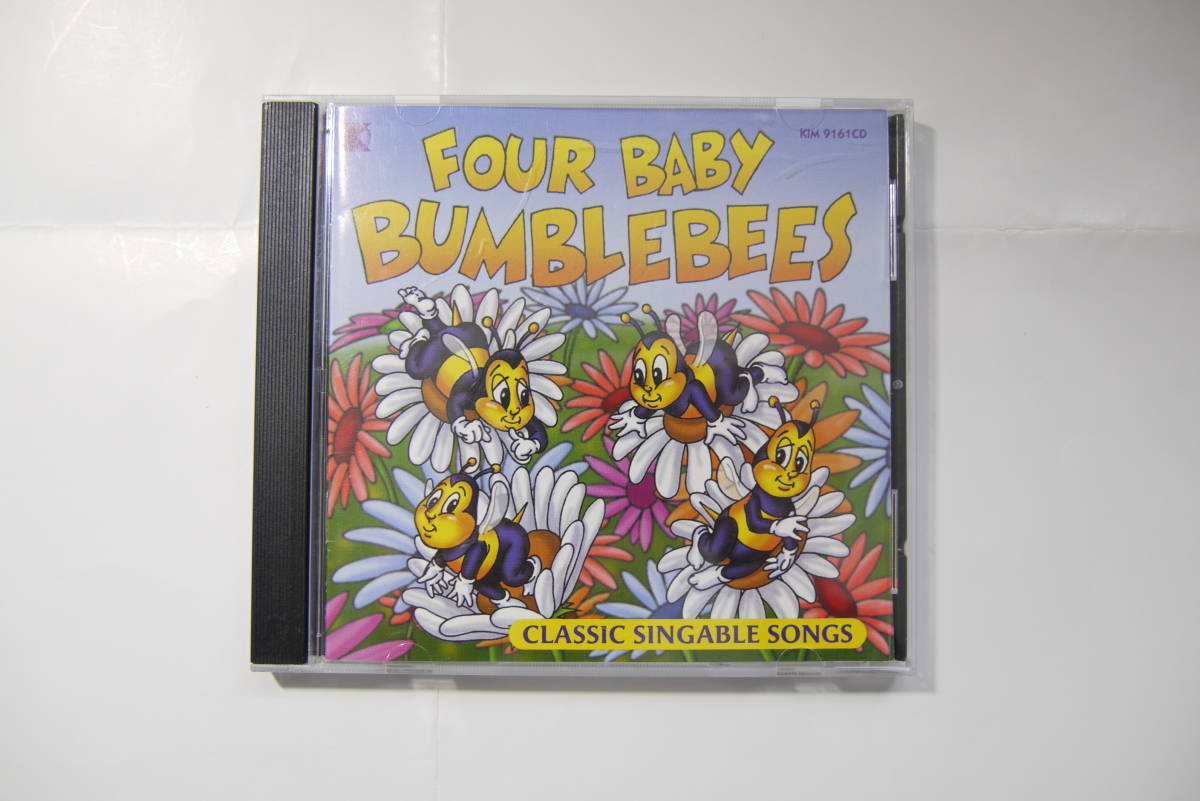 K
KIM 9161CD
FOUR BABY
BUMBLEBEES
CLASSiC SINGABLE SONGS